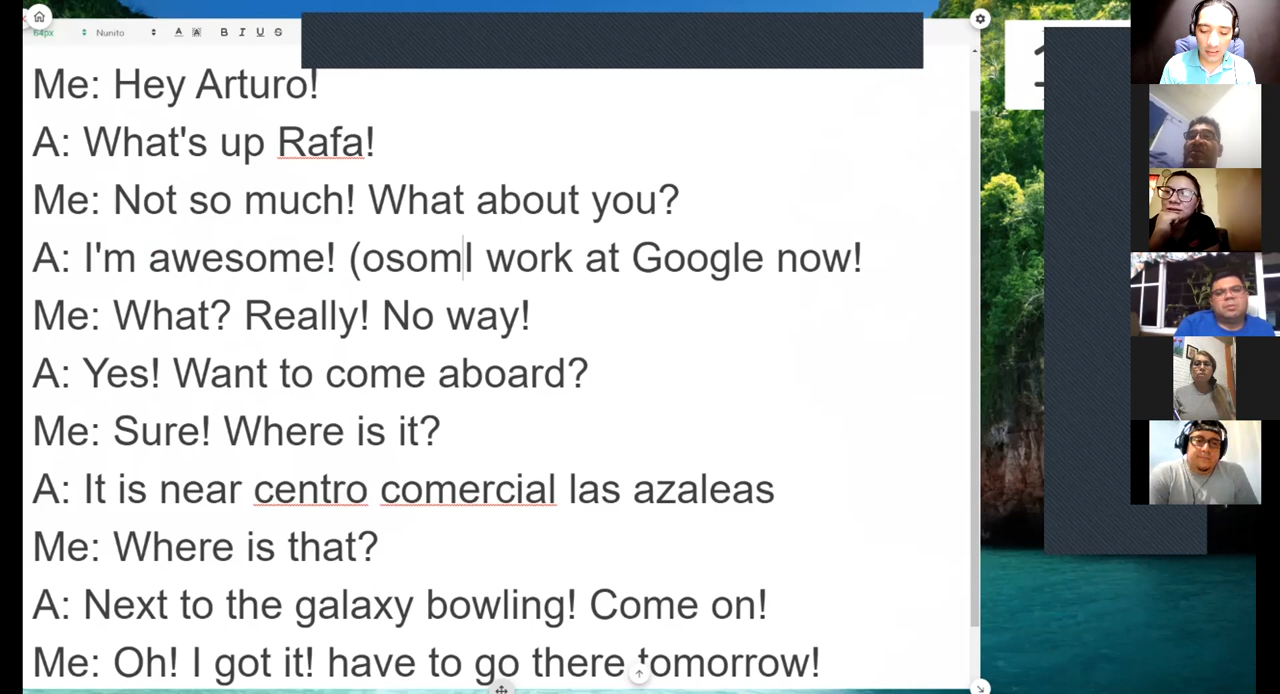 64px Nunito A A B I U S
Me: Hey Arturo!
A: What's up Rafa!
Me: Not so much! What about you?
A: I'm awesome! (osomI work at Google now!
Me: What? Really! No way!
A: Yes! Want to come aboard?
Me: Sure! Where is it?
A: It is near centro comercial las azaleas
Me: Where is that?
A: Next to the galaxy bowling! Come on!
Me: Oh! I got it! have to go there tomorrow!